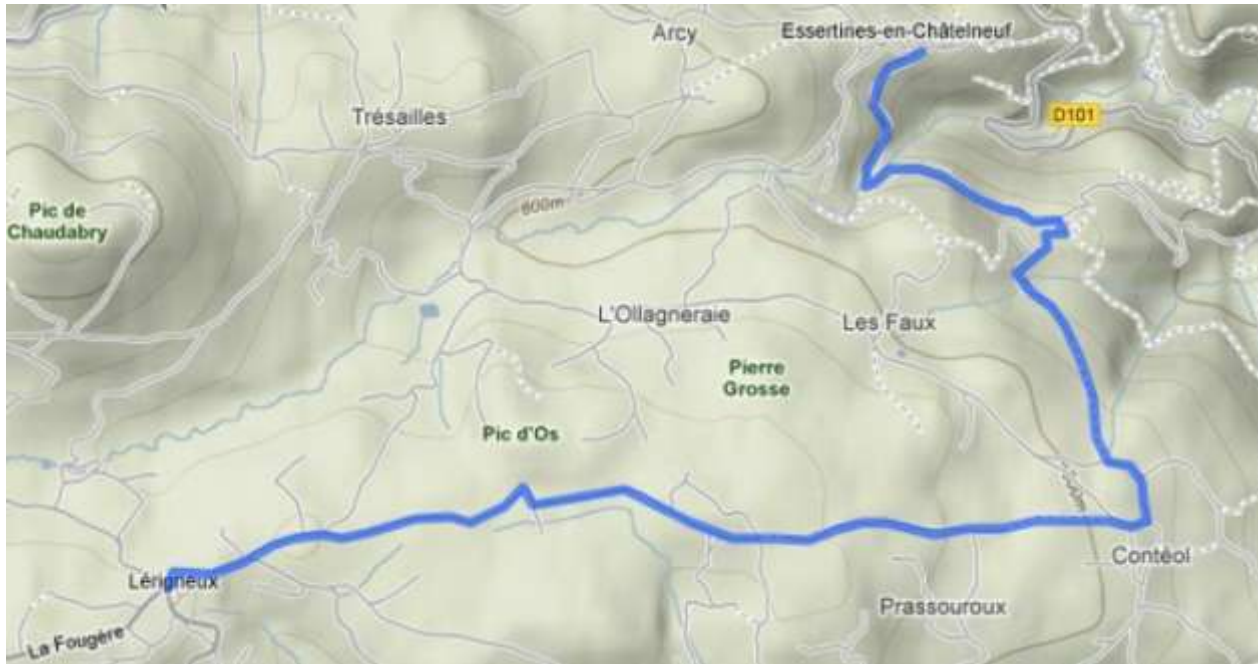 Arcy
Essertines-en-Châtelneuf
Trésailles
D101
Pic de
Chaudabry
800m
L'Ollagneraie
Les Faux
Pierre
Grosse
Pic d'Os
Lérigneux
Contéol
Prassouroux
La Fougère